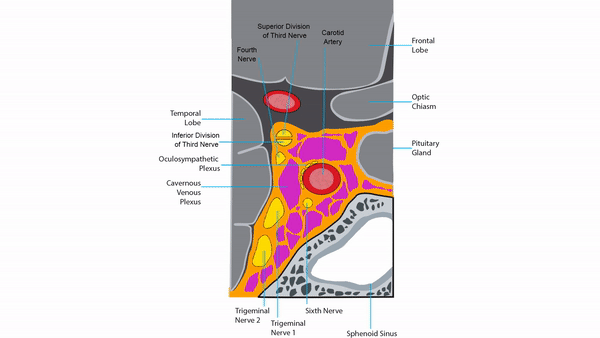 Superior Division
of Third Nerve
Carotid
Artery
Frontal
Lobe
Fourth
Nerve
Optic
Chiasm
Temporal
Lobe
Inferior Division
of Third Nerve
Pituitary
Gland
Oculosympathetic
Plexus
Cavernous
Venous
Plexus
Trigeminal
Nerve 2
Trigeminal
Nerve 1
Sixth Nerve
Sphenoid Sinus